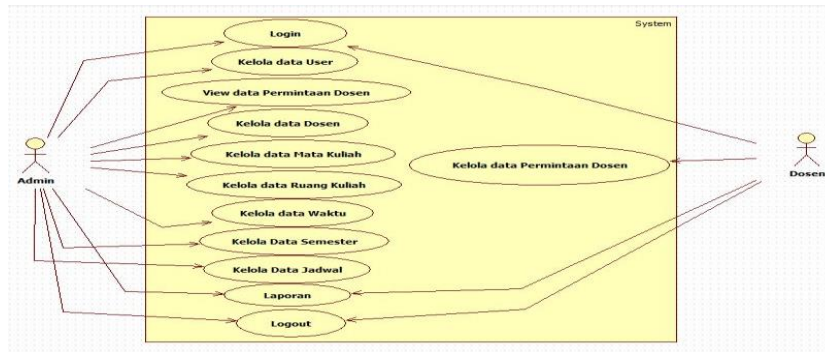 System
Login
Kelola data User
View data Permintaan Dosen
Kelola data Dosen
Kelola data Mata Kuliah
Kelola data Permintaan Dosen
Admin
Dosen
Kelola data Ruang Kuliah
Kelola data Waktu
Kelola Data Semester
Kelola Data Jadwal
Laporan
Logout